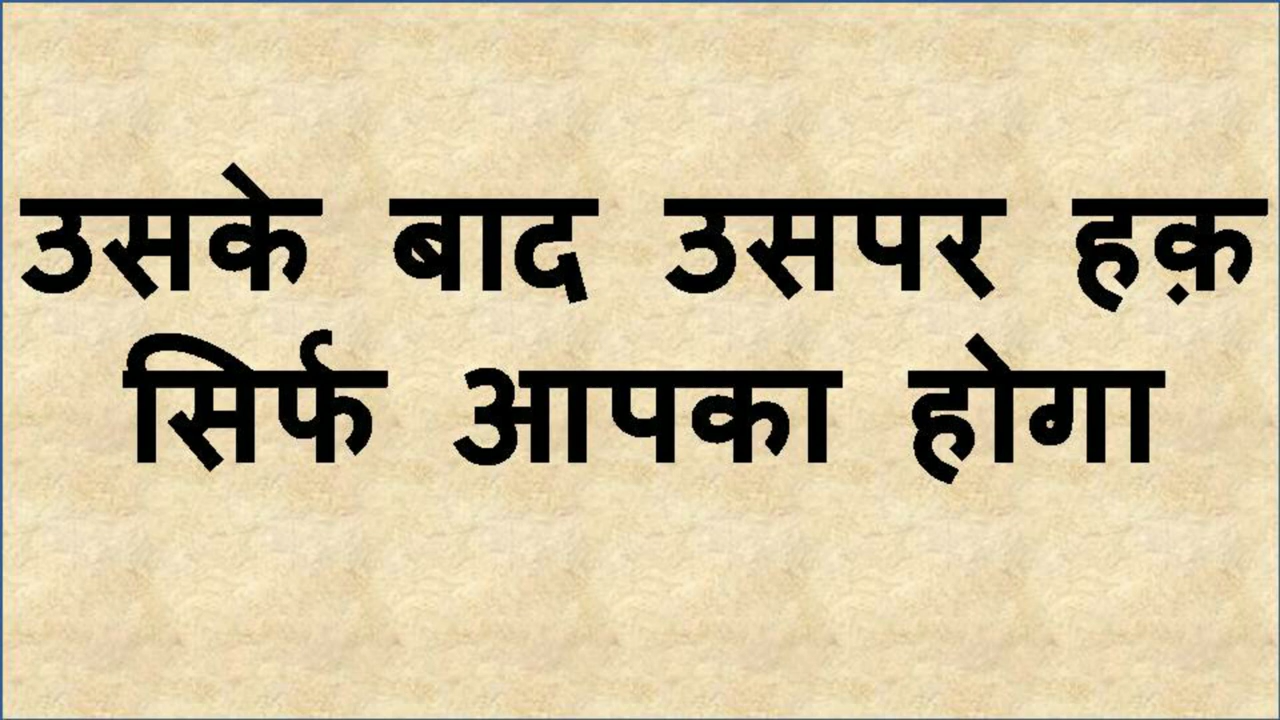 उसके बाद उसपर हक़
सिर्फ आपका होगा